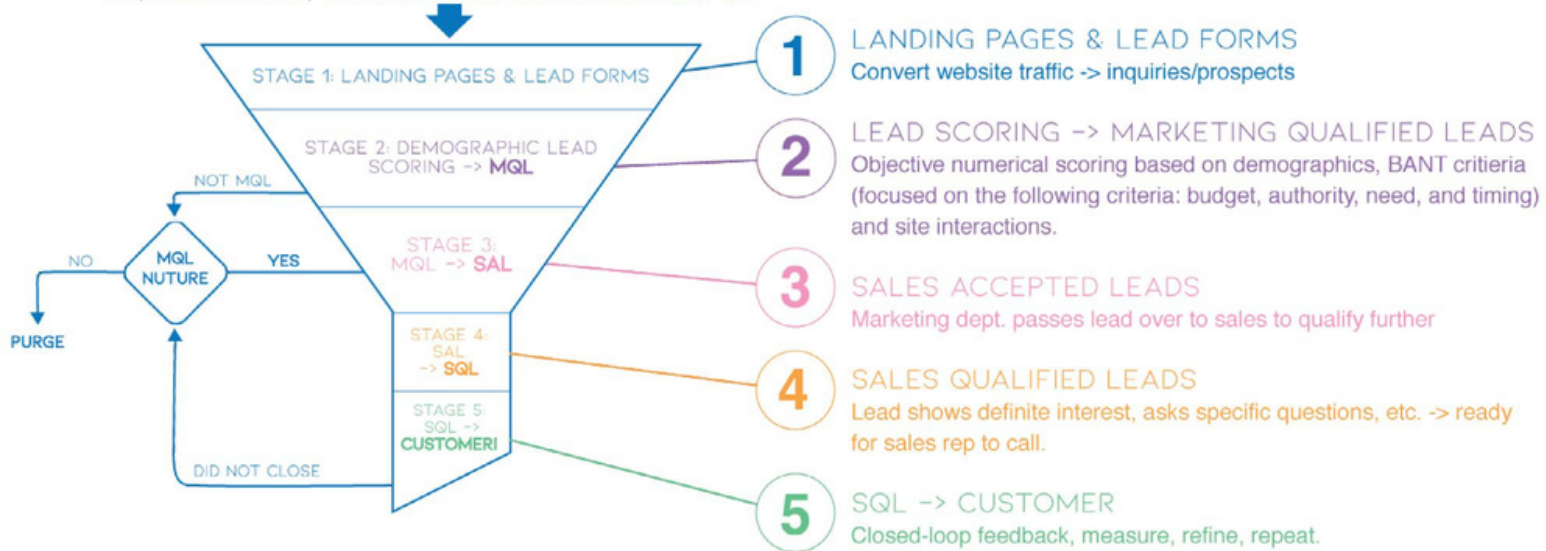 STAGE 1: LANDING PAGES & LEAD FORMS
STAGE 2: DEMOGRAPHIC LEAD
SCORING -> MQL
NOT MQL
STAGE 3:
MQL -> SAL
MQL
NUTURE
YES
NO
PURGE
STAGE 4:
SAL
-> SQL
STAGE 5:
SQL ->
CUSTOMER!
DID NOT CLOSE
1
LANDING PAGES & LEAD FORMS
Convert website traffic -> inquiries/prospects
2
LEAD SCORING -> MARKETING QUALIFIED LEADS
Objective numerical scoring based on demographics, BANT critieria
(focused on the following criteria: budget, authority, need, and timing)
and site interactions.
3
SALES ACCEPTED LEADS
Marketing dept. passes lead over to sales to qualify further
4
SALES QUALIFIED LEADS
Lead shows definite interest, asks specific questions, etc. -> ready
for sales rep to call.
5
SQL -> CUSTOMER
Closed-loop feedback, measure, refine, repeat.